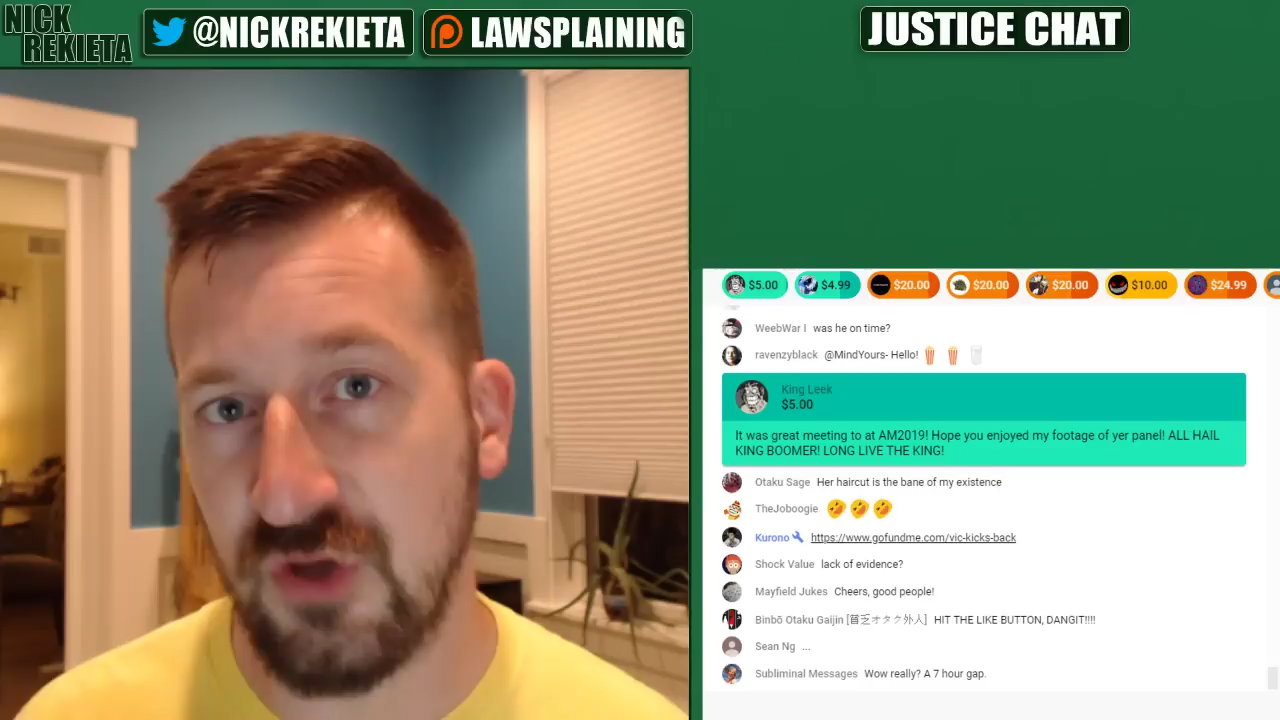 NICK
REKIETA
@NICKREKIETA
LAWSPLAINING
JUSTICE CHAT
$5.00
$4.99
$20.00
$20.00
$20.00
$10.00
$24.99
WeebWar I was he on time?
ravenzyblack @MindYours- Hello!
King Leek
$5.00
It was great meeting to at AM2019! Hope you enjoyed my footage of yer panel! ALL HAIL
KING BOOMER! LONG LIVE THE KING!
Otaku Sage Her haircut is the bane of my existence
TheJoboogie
Kurono https://www.gofundme.com/vic-kicks-back
Shock Value lack of evidence?
Mayfield Jukes Cheers, good people!
Binbō Otaku Gaijin [貧乏オタク外人] HIT THE LIKE BUTTON, DANGIT!!!!
Sean Ng ...
Subliminal Messages Wow really? A 7 hour gap.